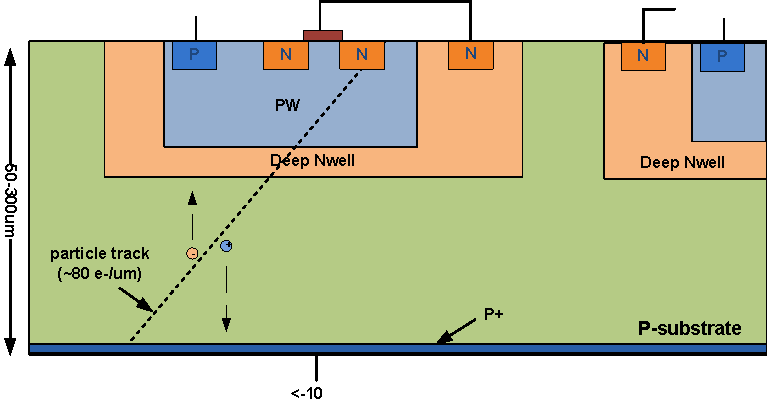 P
N
N
N
N
P
PW
Deep Nwell
Deep Nwell
50-300um
-
+
particle track
(~80 e-/um)
P+
P-substrate
<-10